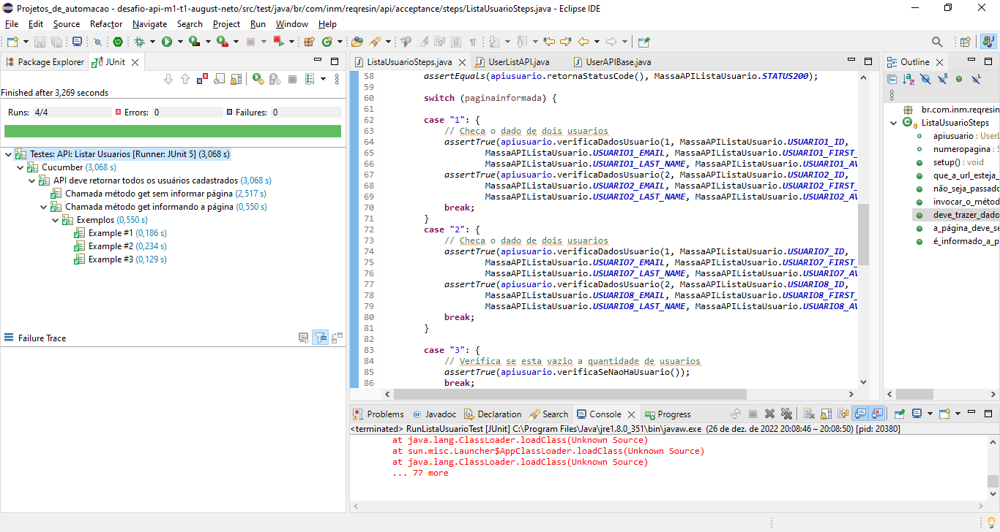 Projetos_de_automacao - desafio-api-m1-t1-august-neto/src/test/java/br/com/inm/reqresin/api/acceptance/steps/ListaUsuarioSteps.java - Eclipse IDE
File Edit Source Refactor Navigate Search Project Run Window Help
Package Explorer JUnit
Finished after 3,269 seconds
Runs: 4/4 Errors: 0 Failures: 0
Testes: API: Listar Usuarios [Runner: JUnit 5] (3,068 s)
Cucumber (3,068 s)
API deve retornar todos os usuários cadastrados (3,068 s)
Chamada método get sem informar página (2,517 s)
Chamada método get informando a página (0,550 s)
Exemplos (0,550 s)
Example #1 (0,186 s)
Example #2 (0,234 s)
Example #3 (0,129 s)
Failure Trace
ListaUsuarioSteps.java UserListAPI.java UserAPIBase.java
58 assertEquals(apiusuario.retornaStatusCode(), MassaAPIListaUsuario.STATUS200);
59
60 switch (paginainformada) {
61
62 case "1": {
63 // Checa o dado de dois usuarios
64 assertTrue(apiusuario.verificaDadosUsuario(1, MassaAPIListaUsuario.USUARIO1_ID,
65 MassaAPIListaUsuario.USUARIO1_EMAIL, MassaAPIListaUsuario.USUARIO1_FIRST_
66 MassaAPIListaUsuario.USUARIO1_LAST_NAME, MassaAPIListaUsuario.USUARIO1_AV
67 assertTrue(apiusuario.verificaDadosUsuario(2, MassaAPIListaUsuario.USUARIO2_ID,
68 MassaAPIListaUsuario.USUARIO2_EMAIL, MassaAPIListaUsuario.USUARIO2_FIRST_
69 MassaAPIListaUsuario.USUARIO2_LAST_NAME, MassaAPIListaUsuario.USUARIO2_AV
70 break;
71 }
72 case "2": {
73 // Checa o dado de dois usuarios
74 assertTrue(apiusuario.verificaDadosUsuario(1, MassaAPIListaUsuario.USUARIO7_ID,
75 MassaAPIListaUsuario.USUARIO7_EMAIL, MassaAPIListaUsuario.USUARIO7_FIRST_
76 MassaAPIListaUsuario.USUARIO7_LAST_NAME, MassaAPIListaUsuario.USUARIO7_AV
77 assertTrue(apiusuario.verificaDadosUsuario(2, MassaAPIListaUsuario.USUARIO8_ID,
78 MassaAPIListaUsuario.USUARIO8_EMAIL, MassaAPIListaUsuario.USUARIO8_FIRST_
79 MassaAPIListaUsuario.USUARIO8_LAST_NAME, MassaAPIListaUsuario.USUARIO8_AV
80 break;
81 }
82
83 case "3": {
84 // Verifica se esta vazio a quantidade de usuarios
85 assertTrue(apiusuario.verificaSeNaoHaUsuario());
86 break;
Outline
br.com.inm.reqresin
ListaUsuarioSteps
apiusuario : UserL
numeropagina : S
setup() : void
que_a_url_esteja_
não_seja_passado
invocar_o_métod
deve_trazer_dado
a_página_deve_se
é_informado_a_p
Problems @ Javadoc Declaration Search Console Progress
<terminated> RunListaUsuarioTest [JUnit] C:\Program Files\Java\jre1.8.0_351\bin\javaw.exe (26 de dez. de 2022 20:08:46 – 20:08:50) [pid: 20380]
at java.lang.ClassLoader.loadClass(Unknown Source)
at sun.misc.Launcher$AppClassLoader.loadClass(Unknown Source)
at java.lang.ClassLoader.loadClass(Unknown Source)
... 77 more